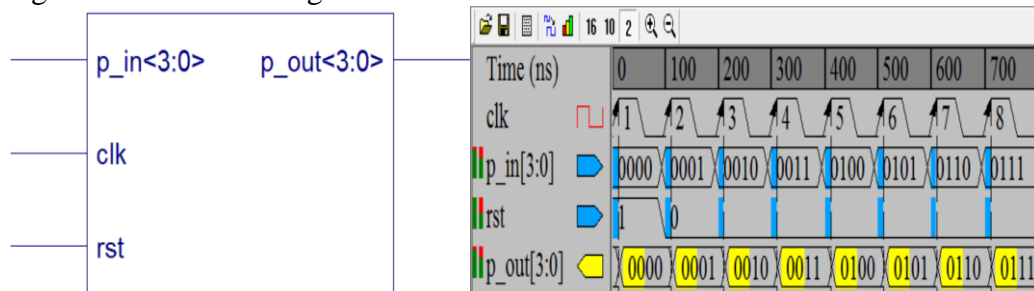 p_in<3:0> p_out<3:0>
clk
rst
16 10 2
Time (ns) 0 100 200 300 400 500 600 700
clk 1 2 3 4 5 6 7 8
p_in[3:0] 0000 0001 0010 0011 0100 0101 0110 0111
rst 1 0
p_out[3:0] 0000 0001 0010 0011 0100 0101 0110 0111